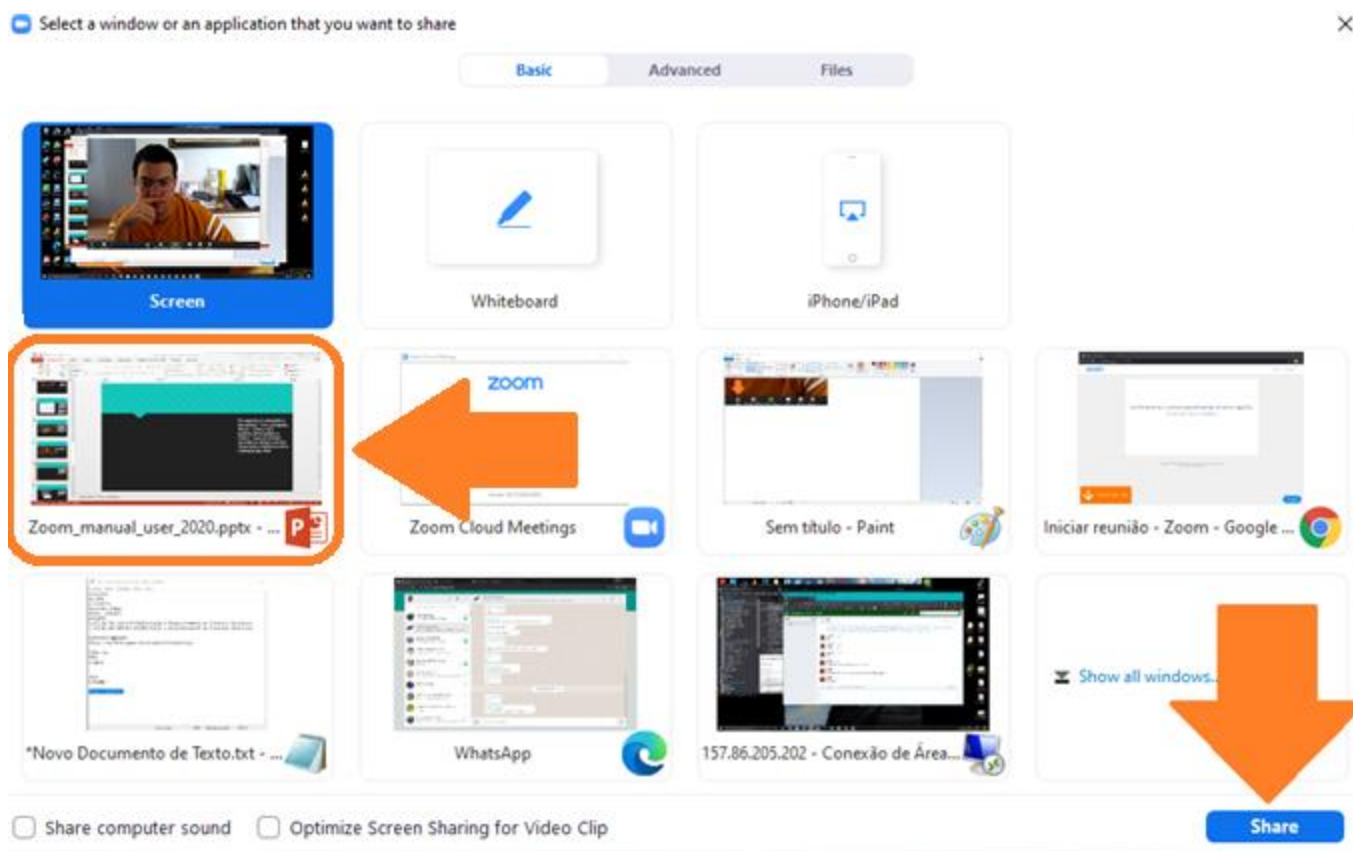 Select a window or an application that you want to share
Basic Advanced Files
Screen
Whiteboard
iPhone/iPad
zoom
Zoom_manual_user_2020.pptx - ...
Zoom Cloud Meetings
Sem título - Paint
Iniciar reunião - Zoom - Google ...
*Novo Documento de Texto.txt - ...
WhatsApp
157.86.205.202 - Conexão de Área...
Show all windows..
Share computer sound
Optimize Screen Sharing for Video Clip
Share